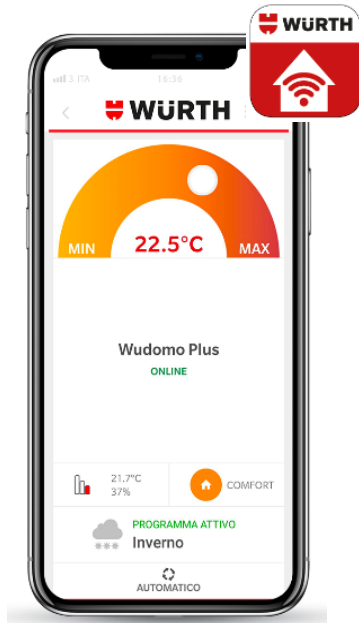 WÜRTH
3 ITA 16:36
WÜRTH
MIN 22.5°C MAX
Wudomo Plus
ONLINE
21.7°C
37%
COMFORT
PROGRAMMA ATTIVO
Inverno
AUTOMATICO